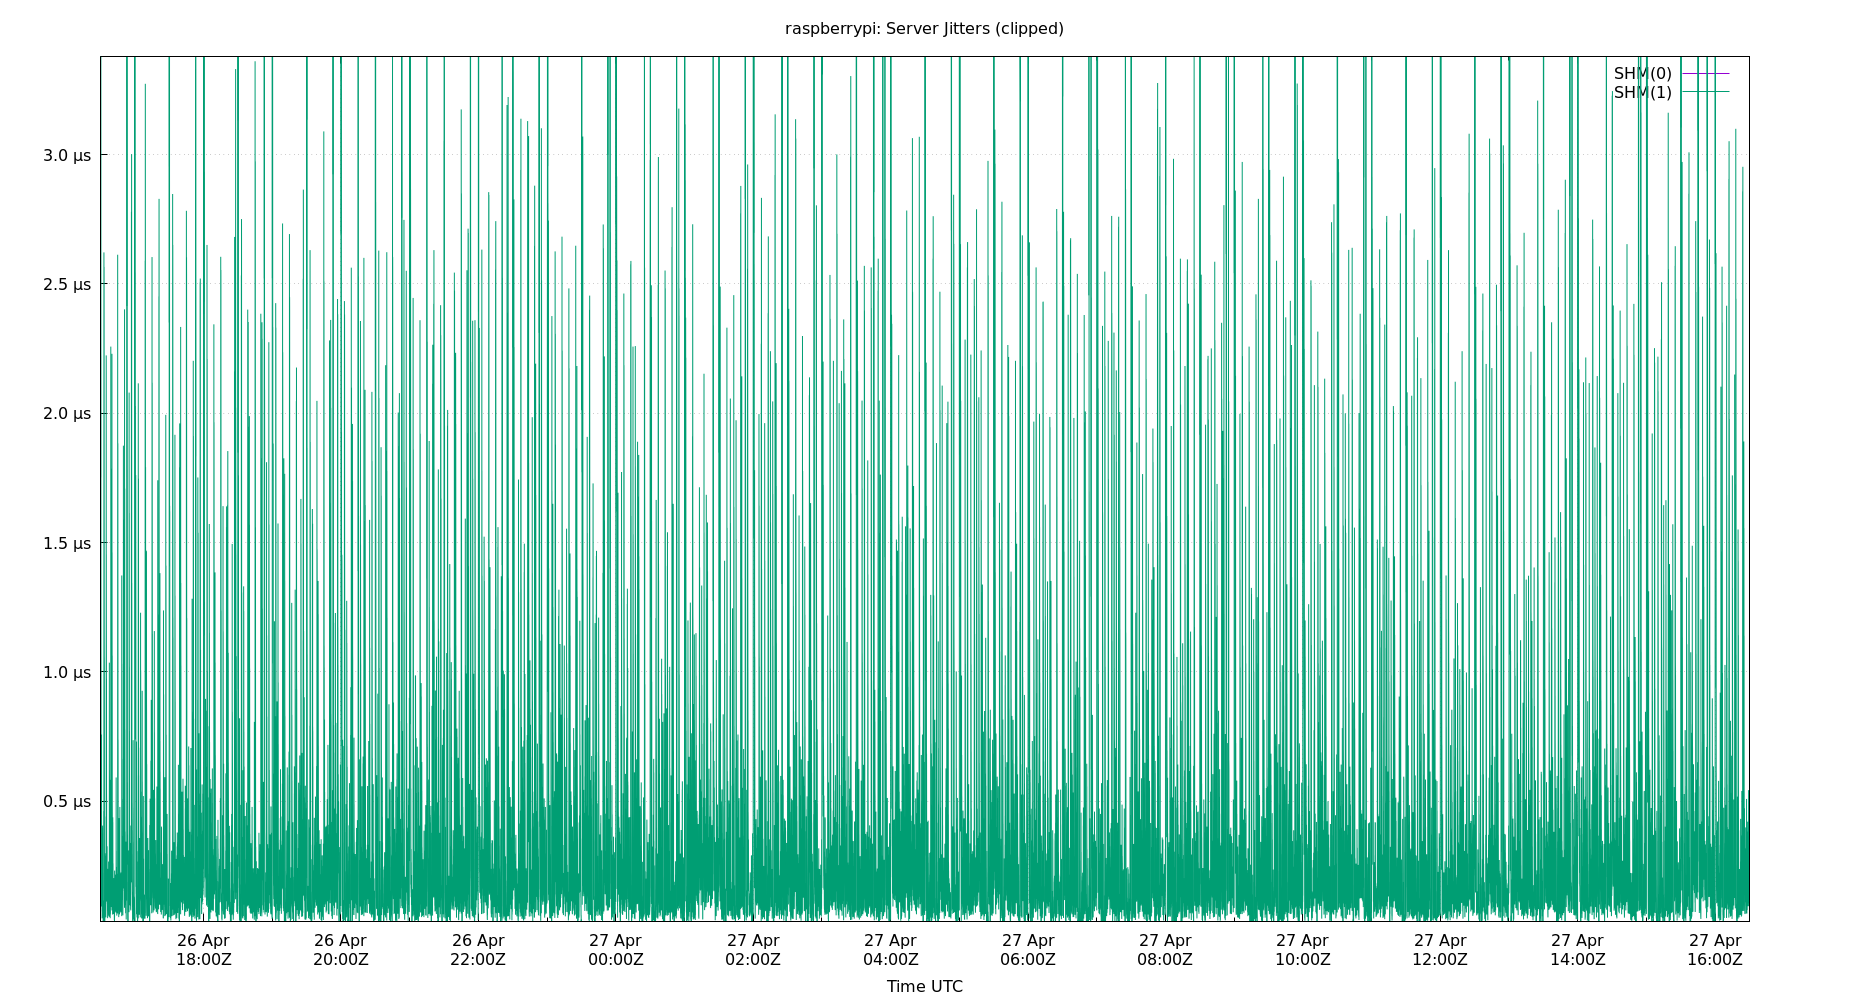 raspberrypi: Server Jitters (clipped)
SHM(0)
SHM(1)
3.0 µs
2.5 µs
2.0 µs
1.5 µs
1.0 µs
0.5 µs
26 Apr 26 Apr 26 Apr 27 Apr 27 Apr 27 Apr 27 Apr 27 Apr 27 Apr 27 Apr 27 Apr 27 Apr
18:00Z 20:00Z 22:00Z 00:00Z 02:00Z 04:00Z 06:00Z 08:00Z 10:00Z 12:00Z 14:00Z 16:00Z
Time UTC